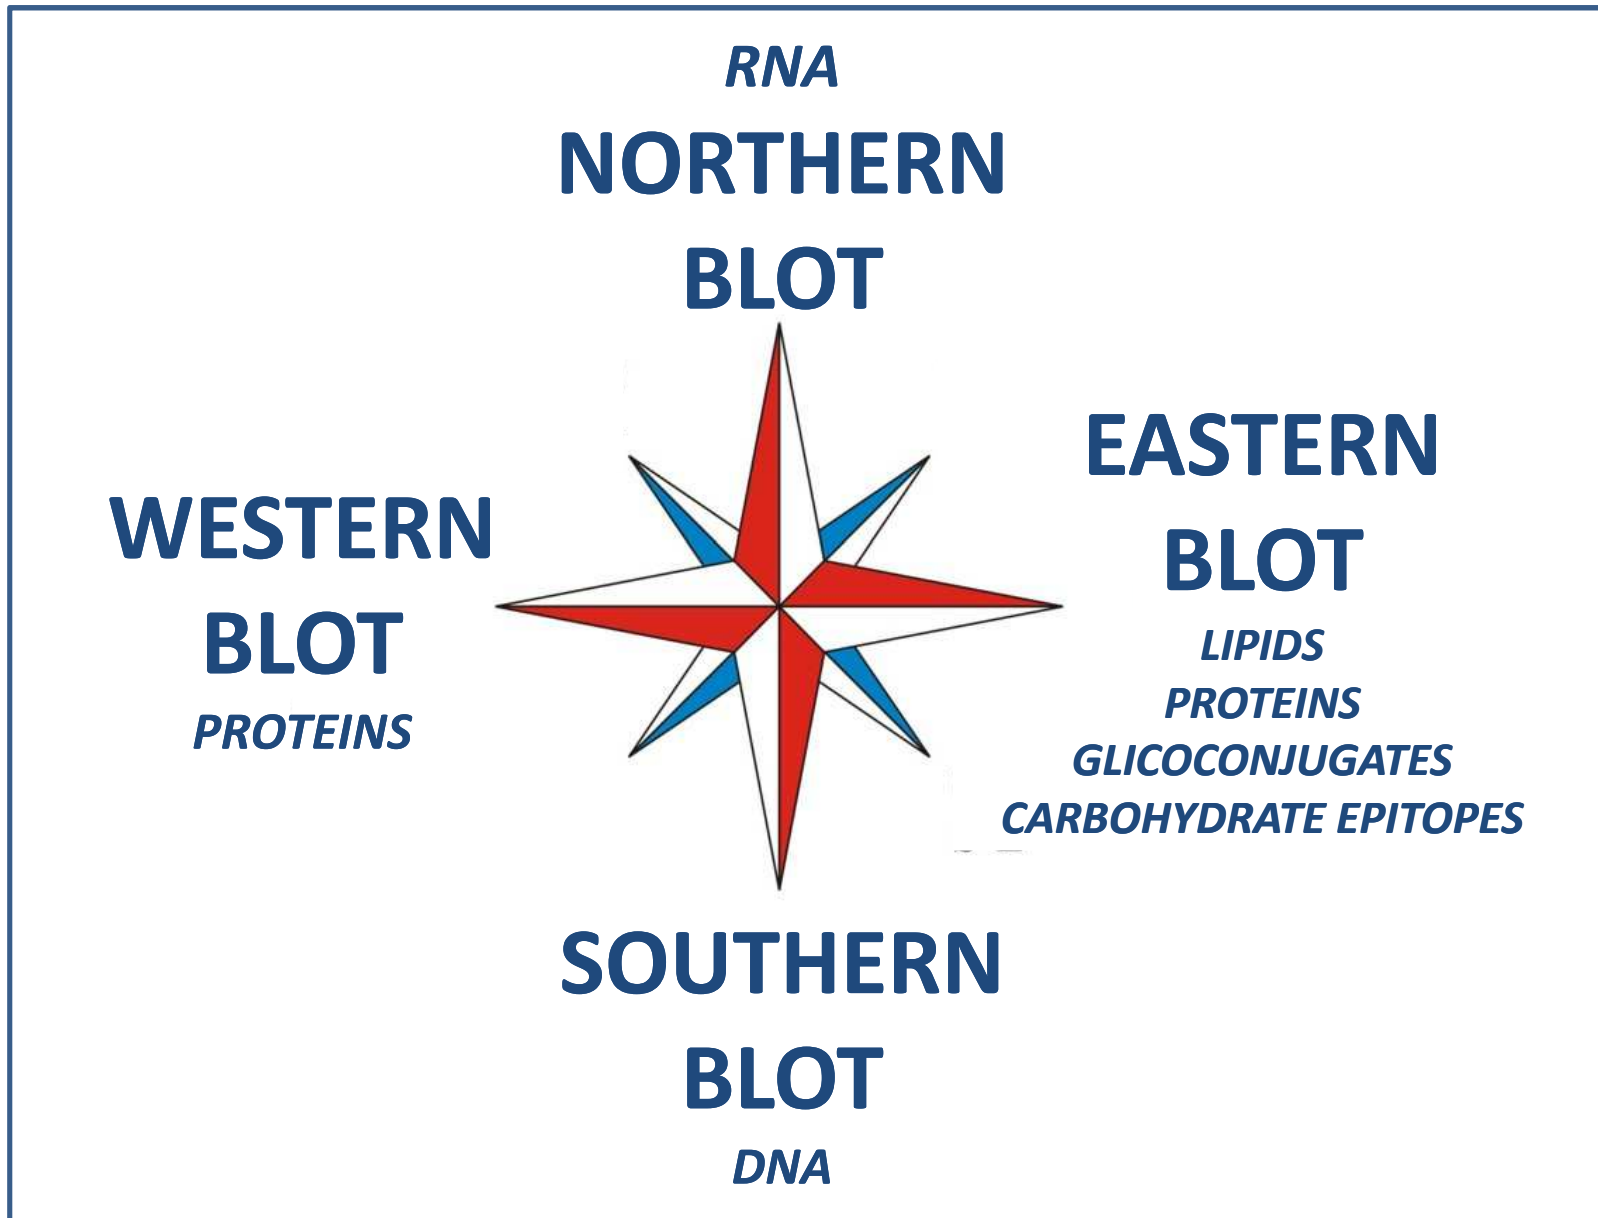 RNA
NORTHERN
BLOT
WESTERN
BLOT
PROTEINS
EASTERN
BLOT
LIPIDS
PROTEINS
GLICOCONJUGATES
CARBOHYDRATE EPITOPES
SOUTHERN
BLOT
DNA